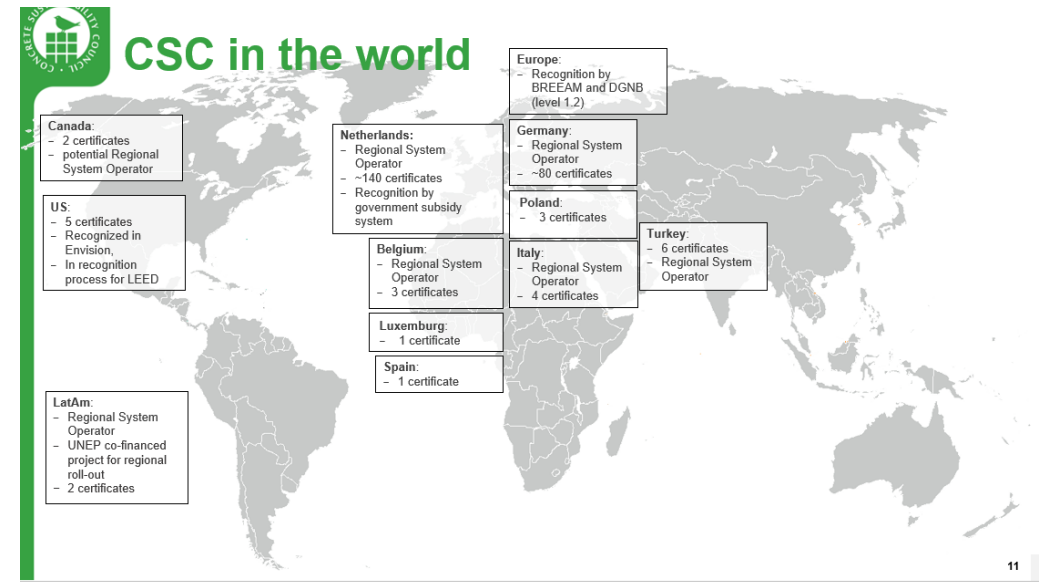 CONCRETE SUSTAINABILITY COUNCIL
CSC in the world
Canada:
– 2 certificates
– potential Regional
System Operator
US:
– 5 certificates
– Recognized in
Envision,
– In recognition
process for LEED
LatAm:
– Regional System
Operator
– UNEP co-financed
project for regional
roll-out
– 2 certificates
Netherlands:
– Regional System
Operator
– ~140 certificates
– Recognition by
government subsidy
system
Belgium:
– Regional System
Operator
– 3 certificates
Luxemburg:
– 1 certificate
Spain:
– 1 certificate
Europe:
– Recognition by
BREEAM and DGNB
(level 1.2)
Germany:
– Regional System
Operator
– ~80 certificates
Poland:
– 3 certificates
Italy:
– Regional System
Operator
– 4 certificates
Turkey:
– 6 certificates
– Regional System
Operator
11